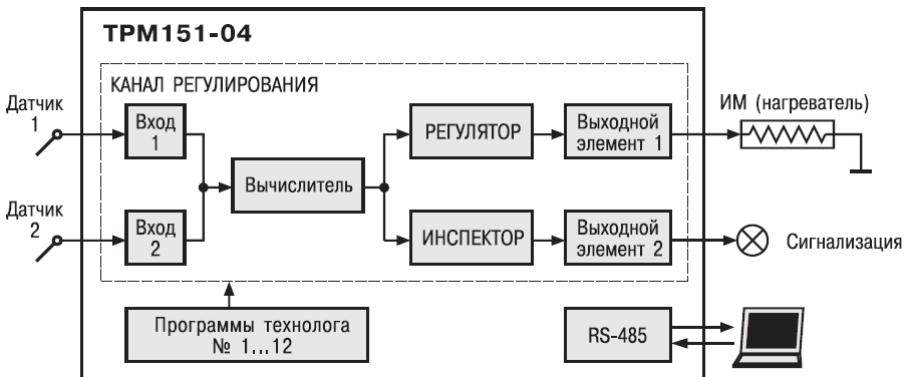 ТРМ151-04
КАНАЛ РЕГУЛИРОВАНИЯ
Датчик
1
Вход
1
Вычислитель
РЕГУЛЯТОР
Выходной
элемент 1
ИМ (нагреватель)
Датчик
2
Вход
2
ИНСПЕКТОР
Выходной
элемент 2
Сигнализация
Программы технолога
№ 1...12
RS-485